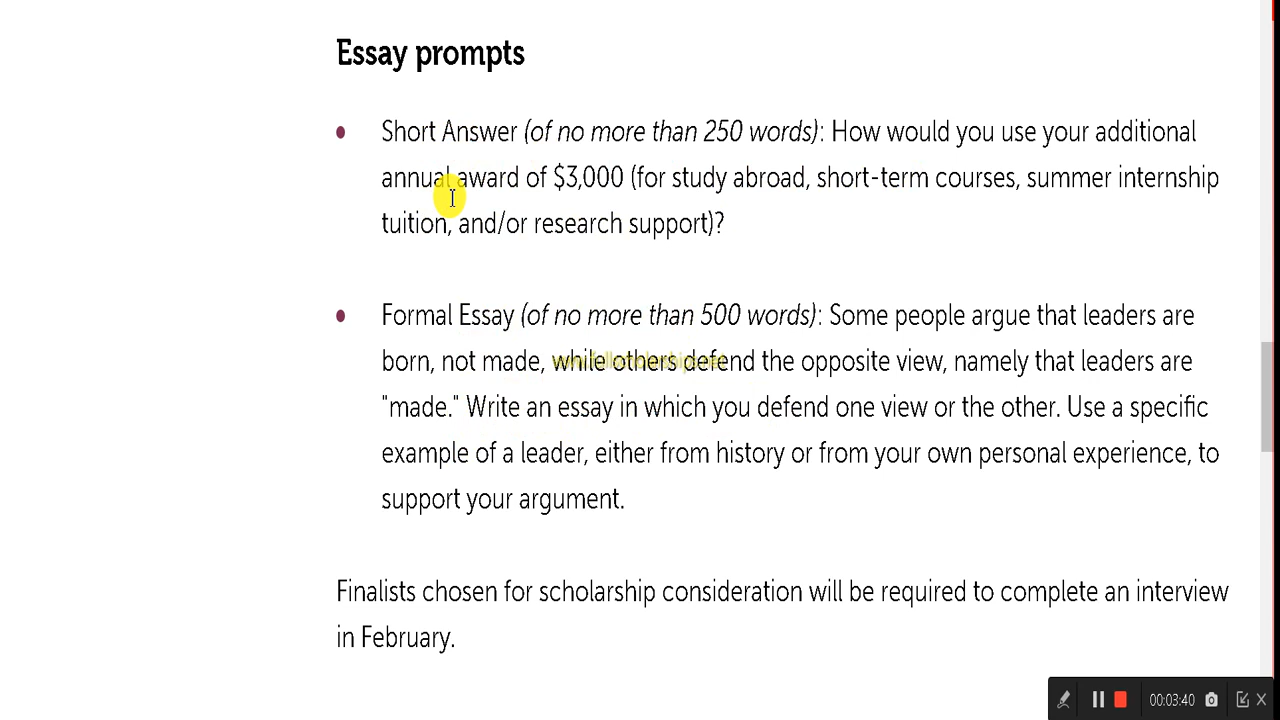 Essay prompts
Short Answer (of no more than 250 words): How would you use your additional
annual award of $3,000 (for study abroad, short-term courses, summer internship
tuition, and/or research support)?
Formal Essay (of no more than 500 words): Some people argue that leaders are
born, not made, while others defend the opposite view, namely that leaders are
"made." Write an essay in which you defend one view or the other. Use a specific
example of a leader, either from history or from your own personal experience, to
support your argument.
Finalists chosen for scholarship consideration will be required to complete an interview
in February.
00:03:40